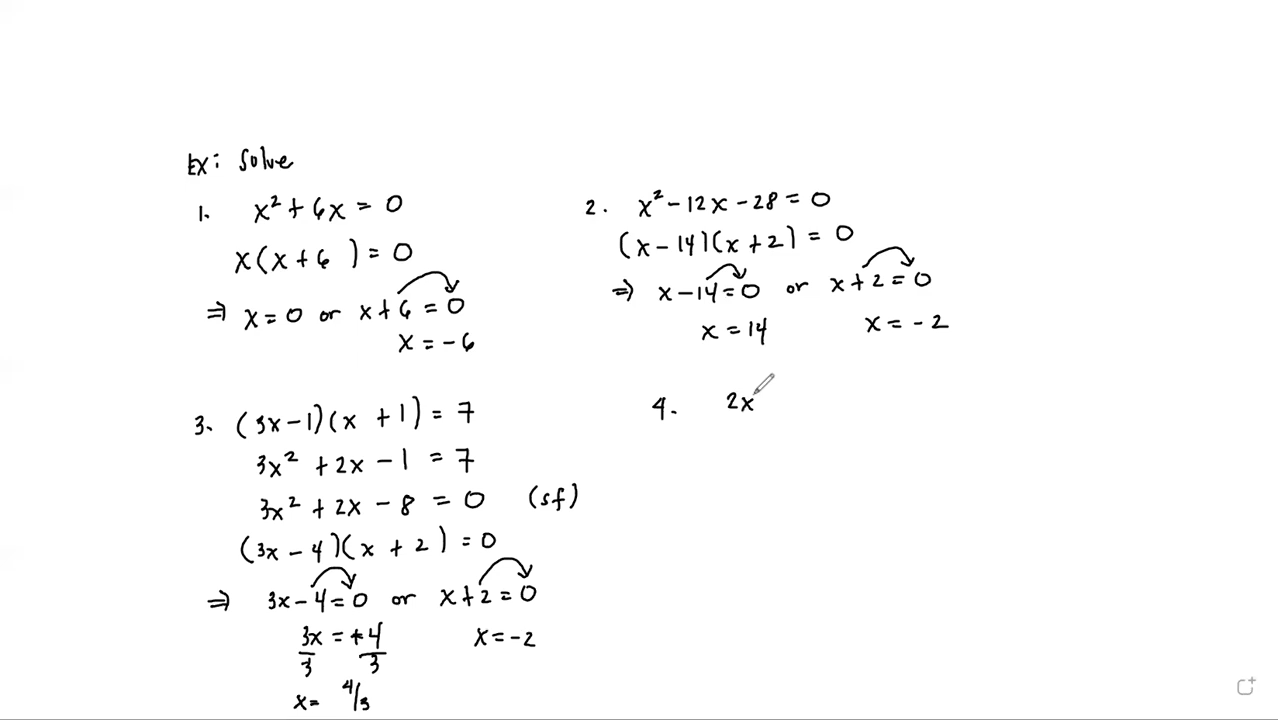 Ex: Solve
1. x² + 6x = 0
x(x + 6) = 0
⇒ x = 0 or x + 6 = 0
x = -6
2. x² - 12x - 28 = 0
(x - 14)(x + 2) = 0
⇒ x - 14 = 0 or x + 2 = 0
x = 14 x = -2
3. (3x - 1)(x + 1) = 7
3x² + 2x - 1 = 7
3x² + 2x - 8 = 0 (sf)
(3x - 4)(x + 2) = 0
⇒ 3x - 4 = 0 or x + 2 = 0
3x/3 = +4/3 x = -2
x = 4/3
4. 2x